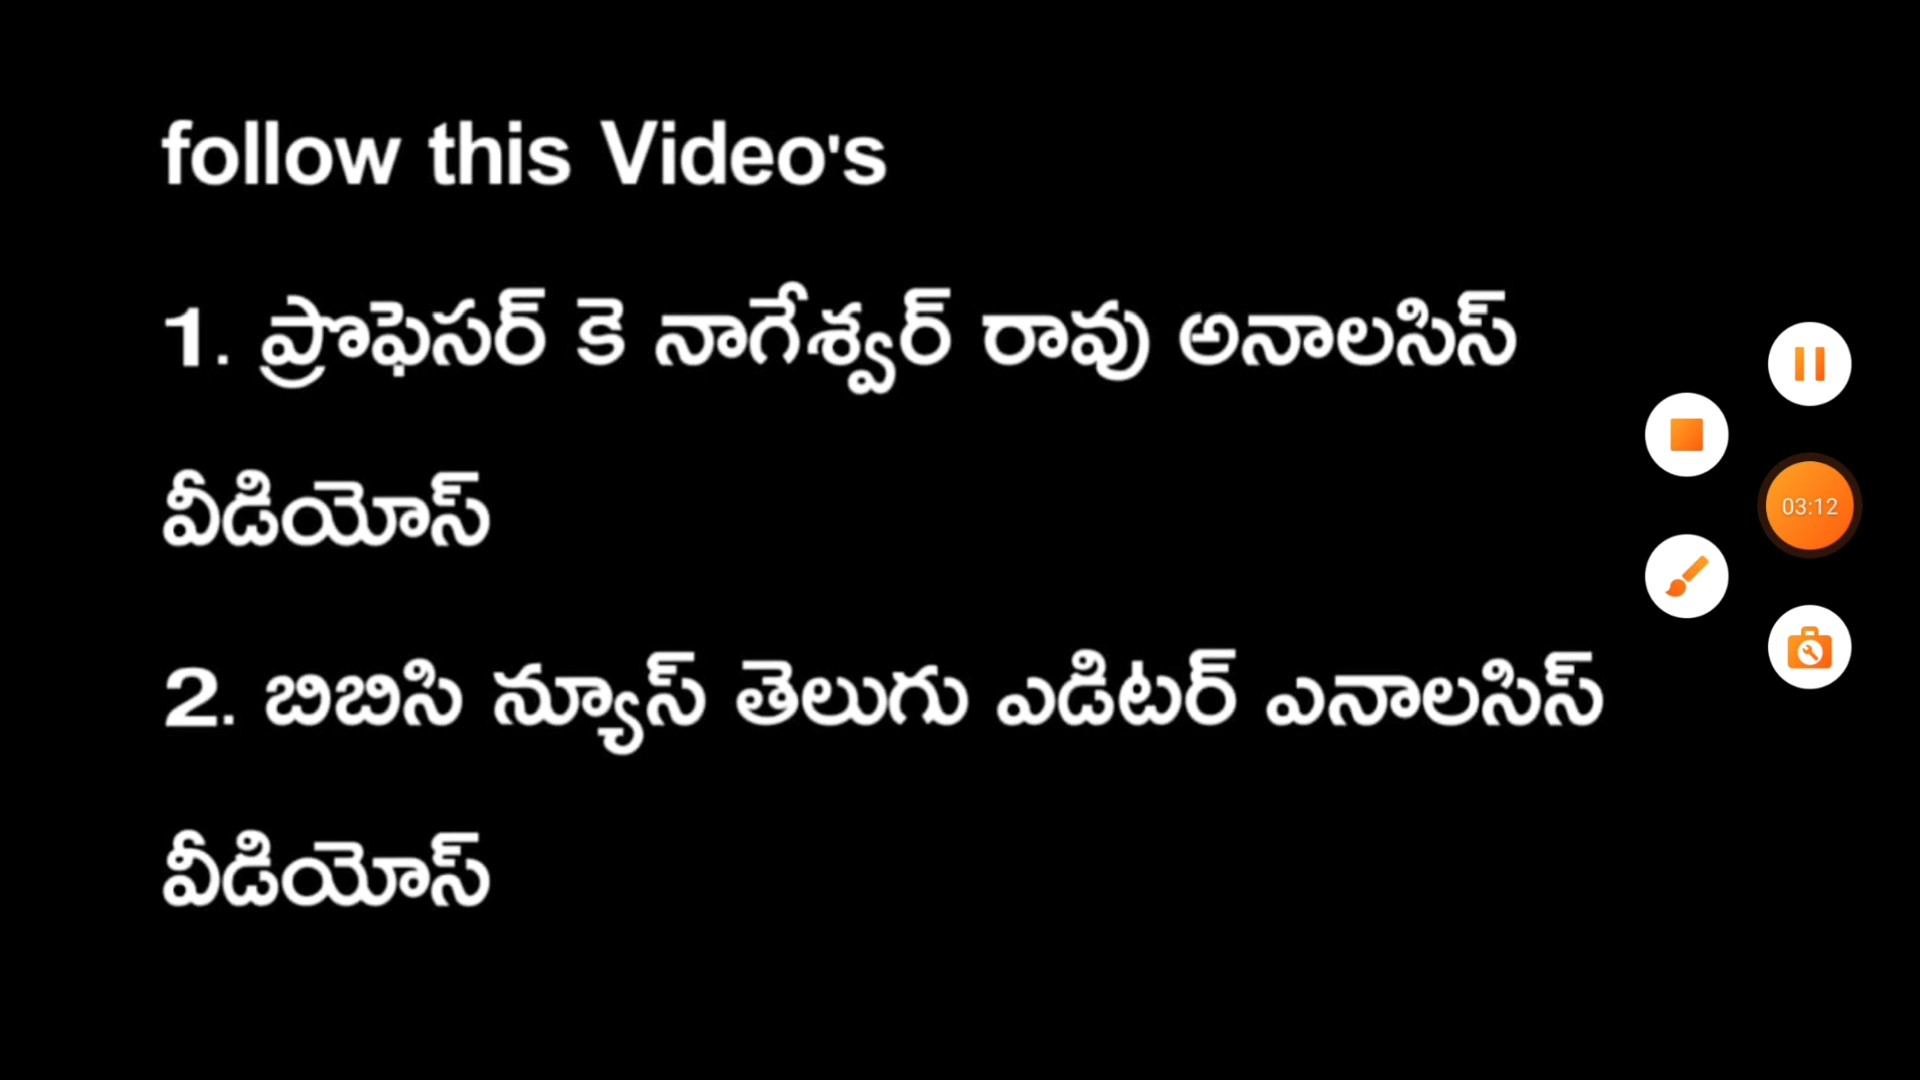 follow this Video's
1. ప్రొఫెసర్ కె నాగేశ్వర్ రావు అనాలసిస్
వీడియోస్
2. బిబిసి న్యూస్ తెలుగు ఎడిటర్ ఎనాలసిస్
వీడియోస్
03:12